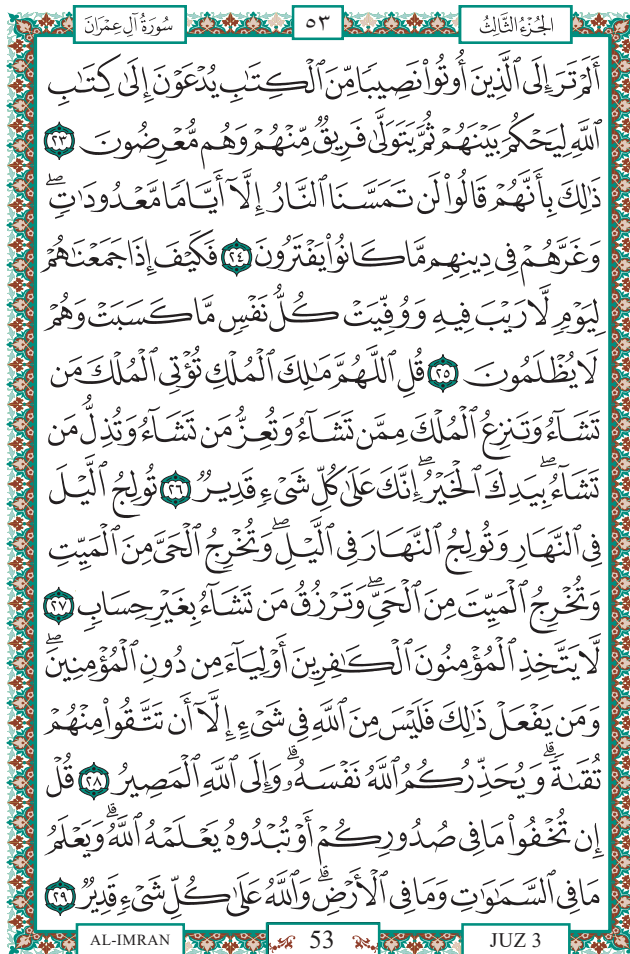 سُورَةُ آلِ عِمْرَانَ ٥٣ الجُزْءُ الثَّالِثُ
أَلَمْ تَرَ إِلَى ٱلَّذِينَ أُوتُوا۟ نَصِيبًا مِّنَ ٱلْكِتَـٰبِ يُدْعَوْنَ إِلَىٰ كِتَـٰبِ
ٱللَّهِ لِيَحْكُمَ بَيْنَهُمْ ثُمَّ يَتَوَلَّىٰ فَرِيقٌ مِّنْهُمْ وَهُم مُّعْرِضُونَ ٢٣
ذَٰلِكَ بِأَنَّهُمْ قَالُوا۟ لَن تَمَسَّنَا ٱلنَّارُ إِلَّآ أَيَّامًا مَّعْدُودَٰتٍ ۖ
وَغَرَّهُمْ فِى دِينِهِم مَّا كَانُوا۟ يَفْتَرُونَ ٢٤ فَكَيْفَ إِذَا جَمَعْنَـٰهُمْ
لِيَوْمٍ لَّا رَيْبَ فِيهِ وَوُفِّيَتْ كُلُّ نَفْسٍ مَّا كَسَبَتْ وَهُمْ
لَا يُظْلَمُونَ ٢٥ قُلِ ٱللَّهُمَّ مَـٰلِكَ ٱلْمُلْكِ تُؤْتِى ٱلْمُلْكَ مَن
تَشَآءُ وَتَنزِعُ ٱلْمُلْكَ مِمَّن تَشَآءُ وَتُعِزُّ مَن تَشَآءُ وَتُذِلُّ مَن
تَشَآءُ ۖ بِيَدِكَ ٱلْخَيْرُ ۖ إِنَّكَ عَلَىٰ كُلِّ شَىْءٍ قَدِيرٌ ٢٦ تُولِجُ ٱلَّيْلَ
فِى ٱلنَّهَارِ وَتُولِجُ ٱلنَّهَارَ فِى ٱلَّيْلِ ۖ وَتُخْرِجُ ٱلْحَىَّ مِنَ ٱلْمَيِّتِ
وَتُخْرِجُ ٱلْمَيِّتَ مِنَ ٱلْحَىِّ ۖ وَتَرْزُقُ مَن تَشَآءُ بِغَيْرِ حِسَابٍ ٢٧
لَّا يَتَّخِذِ ٱلْمُؤْمِنُونَ ٱلْكَـٰفِرِينَ أَوْلِيَآءَ مِن دُونِ ٱلْمُؤْمِنِينَ ۖ
وَمَن يَفْعَلْ ذَٰلِكَ فَلَيْسَ مِنَ ٱللَّهِ فِى شَىْءٍ إِلَّآ أَن تَتَّقُوا۟ مِنْهُمْ
تُقَىٰةً ۗ وَيُحَذِّرُكُمُ ٱللَّهُ نَفْسَهُۥ ۗ وَإِلَى ٱللَّهِ ٱلْمَصِيرُ ٢٨ قُلْ
إِن تُخْفُوا۟ مَا فِى صُدُورِكُمْ أَوْ تُبْدُوهُ يَعْلَمْهُ ٱللَّهُ ۗ وَيَعْلَمُ
مَا فِى ٱلسَّمَـٰوَٰتِ وَمَا فِى ٱلْأَرْضِ ۗ وَٱللَّهُ عَلَىٰ كُلِّ شَىْءٍ قَدِيرٌ ٢٩
AL-IMRAN 53 JUZ 3